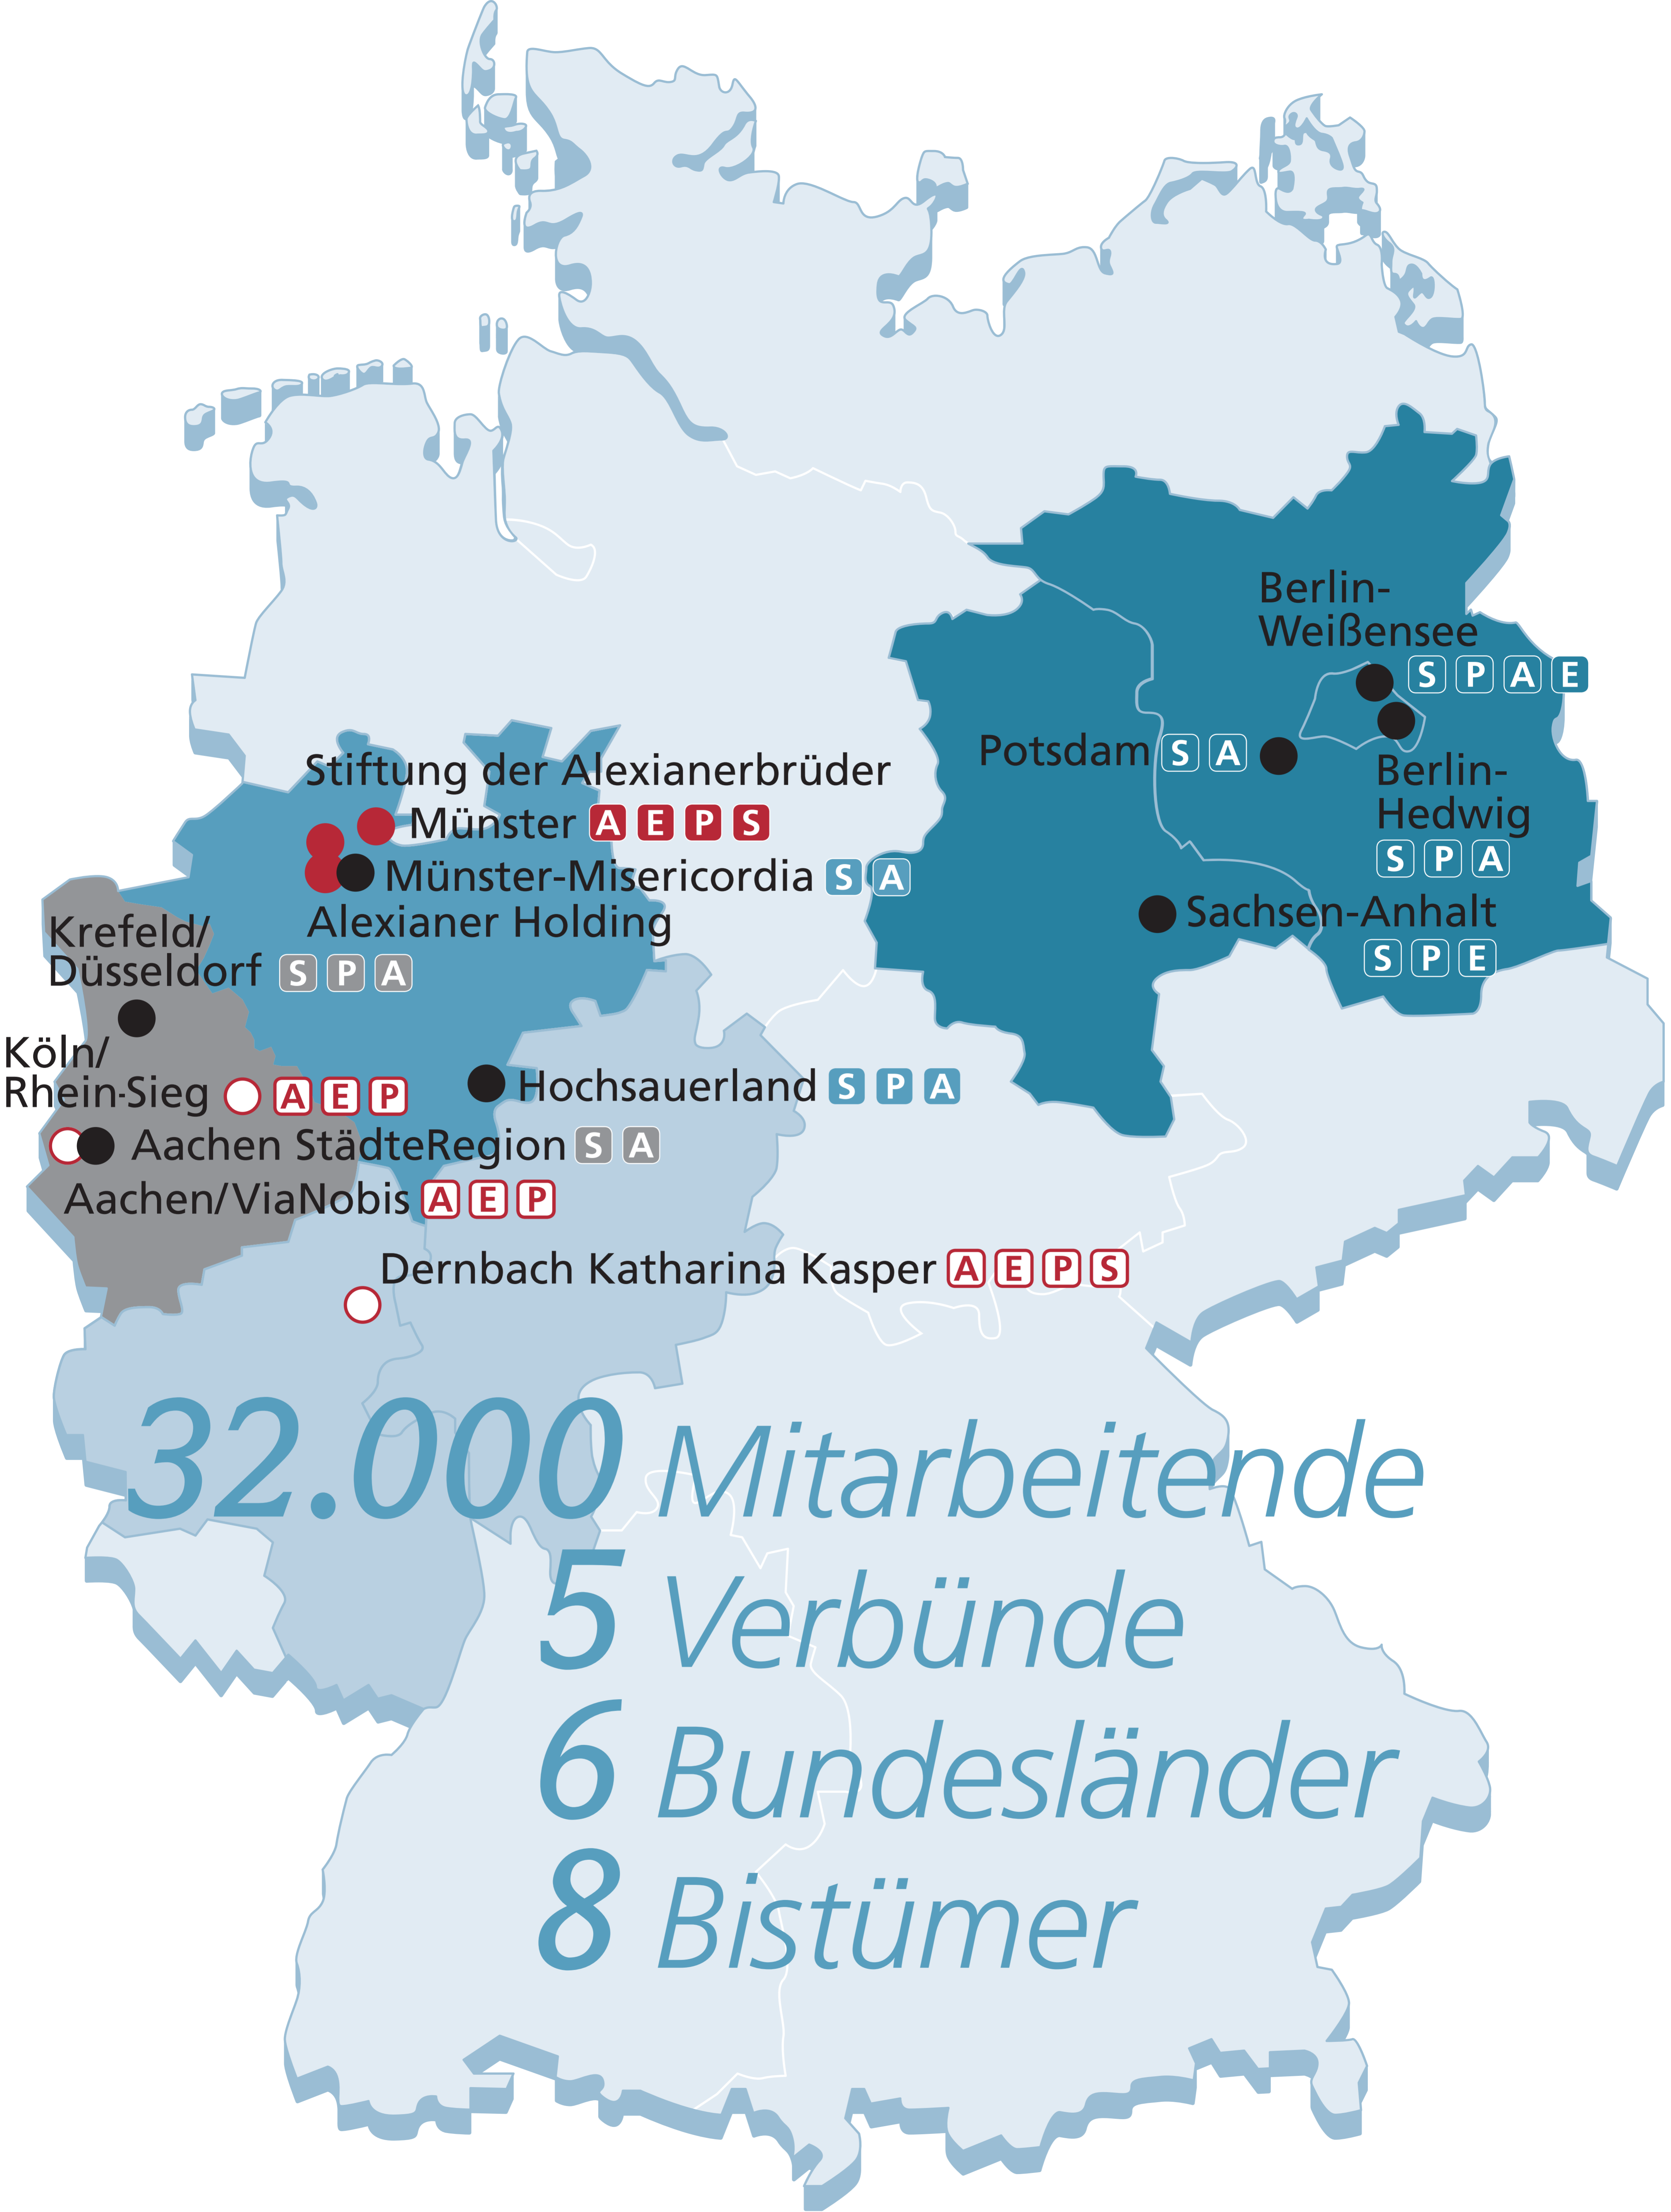 Berlin-
Weißensee
S P A E
Potsdam S A
Berlin-
Hedwig
S P A
Stiftung der Alexianerbrüder
Münster A E P S
Münster-Misericordia S A
Alexianer Holding
Sachsen-Anhalt
S P E
Krefeld/
Düsseldorf S P A
Köln/
Rhein-Sieg A E P
Hochsauerland S P A
Aachen StädteRegion S A
Aachen/ViaNobis A E P
Dernbach Katharina Kasper A E P S
32.000 Mitarbeitende
5 Verbünde
6 Bundesländer
8 Bistümer